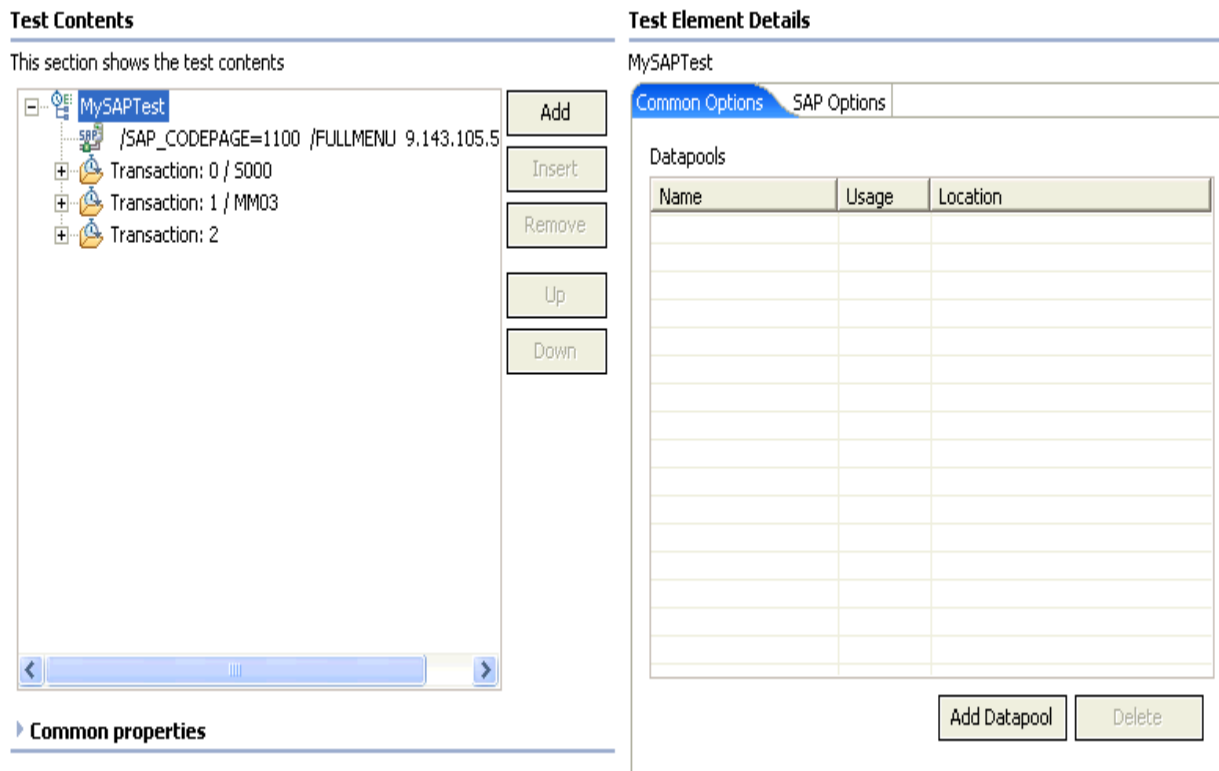 Test Contents
This section shows the test contents
MySAPTest
SAP /SAP_CODEPAGE=1100 /FULLMENU 9.143.105.5
Transaction: 0 / S000
Transaction: 1 / MM03
Transaction: 2
Add
Insert
Remove
Up
Down
Common properties
Test Element Details
MySAPTest
Common Options SAP Options
Datapools
Name Usage Location
Add Datapool Delete